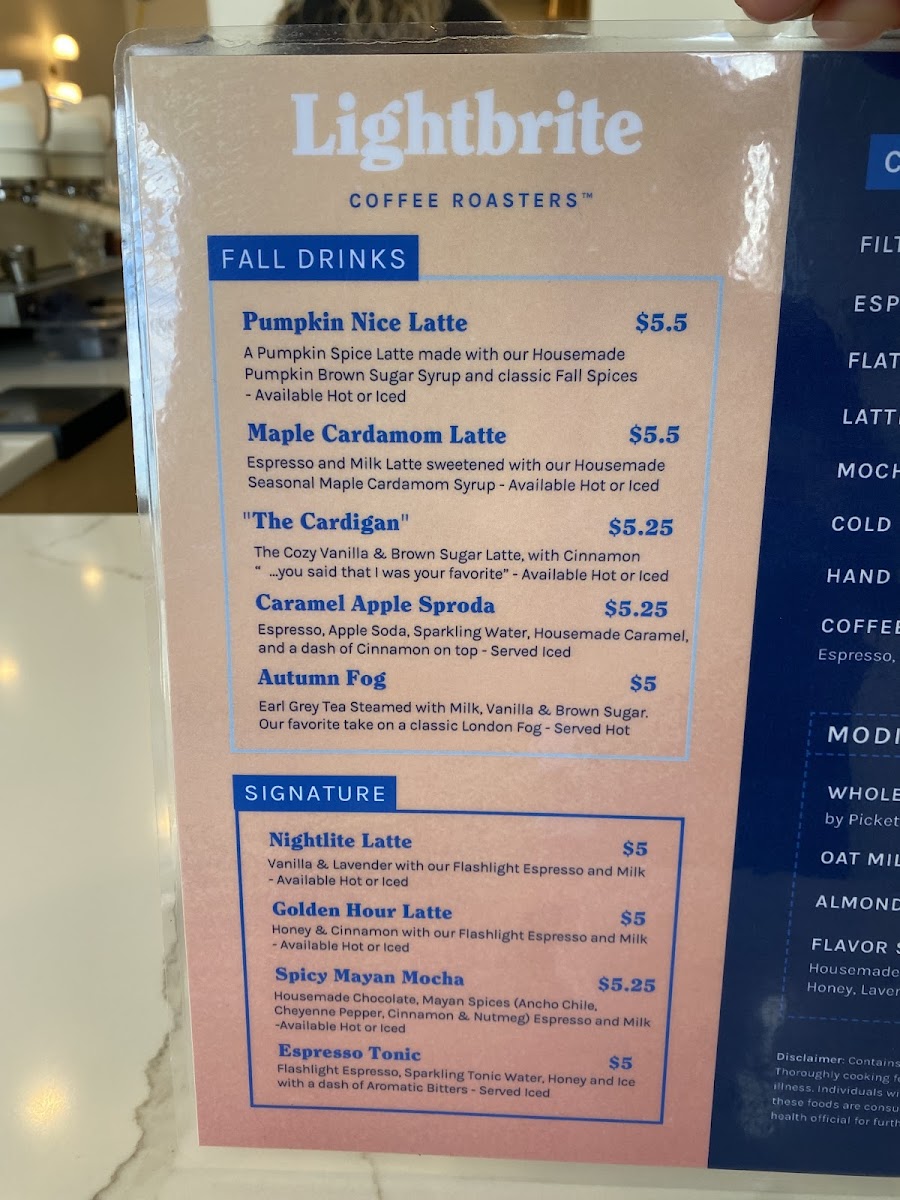 Lightbrite
COFFEE ROASTERS™
FALL DRINKS
Pumpkin Nice Latte $5.5
A Pumpkin Spice Latte made with our Housemade
Pumpkin Brown Sugar Syrup and classic Fall Spices
- Available Hot or Iced
Maple Cardamom Latte $5.5
Espresso and Milk Latte sweetened with our Housemade
Seasonal Maple Cardamom Syrup - Available Hot or Iced
"The Cardigan" $5.25
The Cozy Vanilla & Brown Sugar Latte, with Cinnamon
“ ...you said that I was your favorite” - Available Hot or Iced
Caramel Apple Sproda $5.25
Espresso, Apple Soda, Sparkling Water, Housemade Caramel,
and a dash of Cinnamon on top - Served Iced
Autumn Fog $5
Earl Grey Tea Steamed with Milk, Vanilla & Brown Sugar.
Our favorite take on a classic London Fog - Served Hot
SIGNATURE
Nightlite Latte $5
Vanilla & Lavender with our Flashlight Espresso and Milk
- Available Hot or Iced
Golden Hour Latte $5
Honey & Cinnamon with our Flashlight Espresso and Milk
- Available Hot or Iced
Spicy Mayan Mocha $5.25
Housemade Chocolate, Mayan Spices (Ancho Chile,
Cheyenne Pepper, Cinnamon & Nutmeg) Espresso and Milk
-Available Hot or Iced
Espresso Tonic $5
Flashlight Espresso, Sparkling Tonic Water, Honey and Ice
with a dash of Aromatic Bitters - Served Iced
C
FILT
ESP
FLAT
LATT
MOCH
COLD
HAND
COFFEE
Espresso,
MODI
WHOLE
by Picket
OAT MIL
ALMOND
FLAVOR S
Housemade
Honey, Laven
Disclaimer: Contains
Thoroughly cooking fo
illness. Individuals wi
these foods are consu
health official for furth